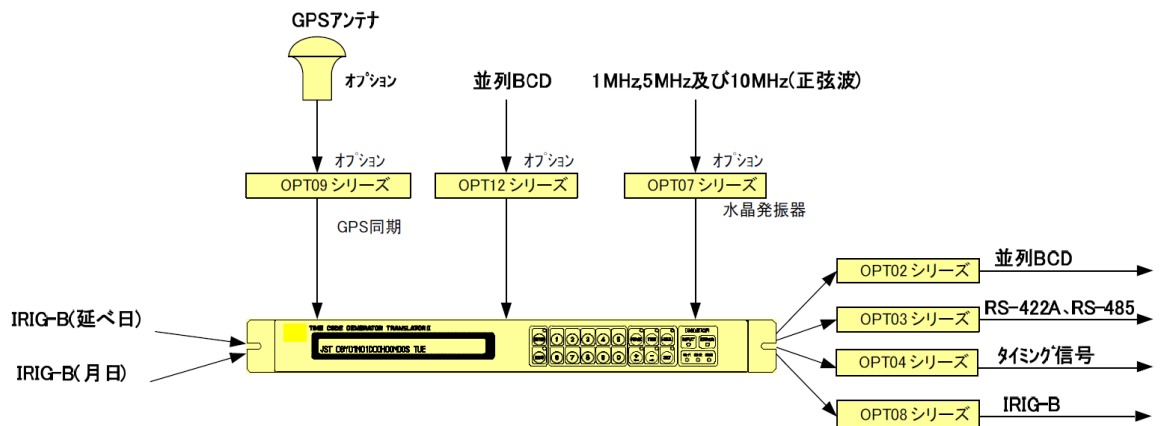 GPSアンテナ
オプション
並列BCD
1MHz,5MHz及び10MHz(正弦波)
オプション
オプション
オプション
OPT09 シリーズ
OPT12 シリーズ
OPT07 シリーズ
GPS同期
水晶発振器
IRIG-B(延べ日)
IRIG-B(月日)
TIME CODE GENERATOR TRANSLATOR II
OPT02 シリーズ
並列BCD
OPT03 シリーズ
RS-422A、RS-485
OPT04 シリーズ
タイミング信号
OPT08 シリーズ
IRIG-B